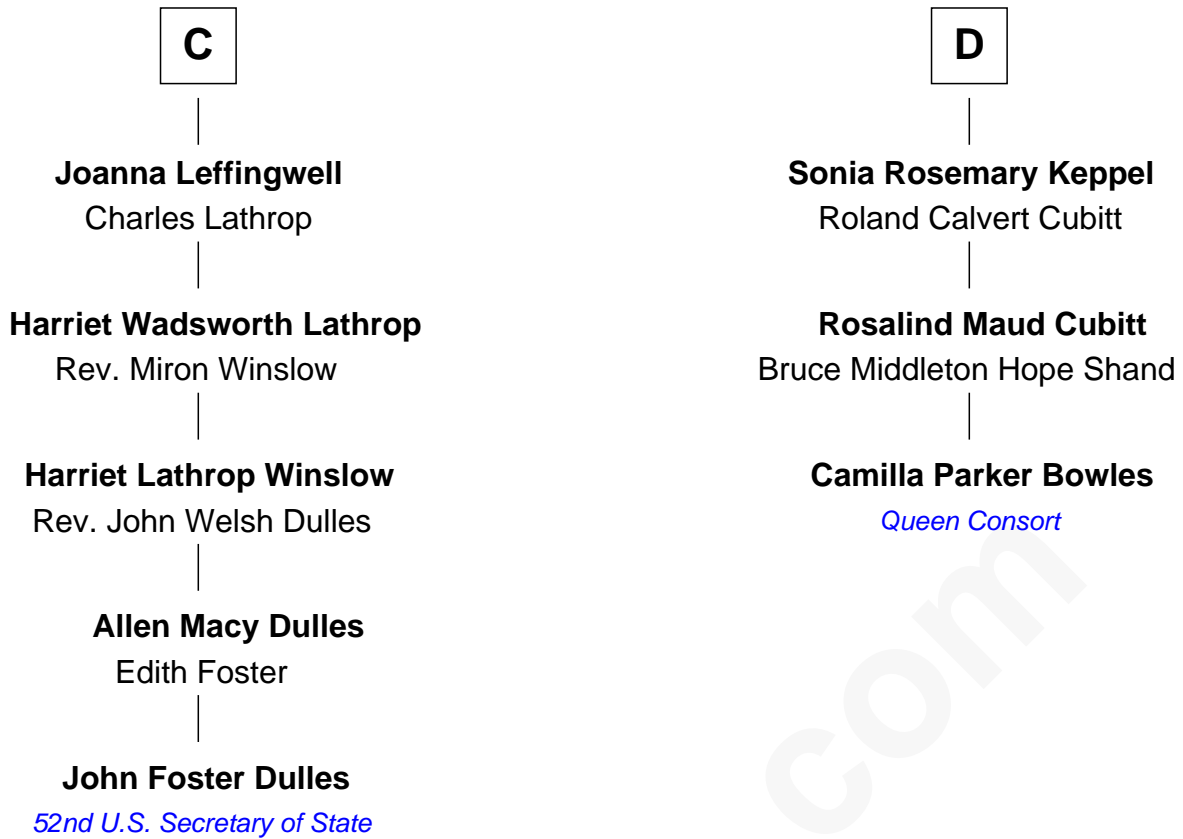 C
Joanna Leffingwell
Charles Lathrop
Harriet Wadsworth Lathrop
Rev. Miron Winslow
Harriet Lathrop Winslow
Rev. John Welsh Dulles
Allen Macy Dulles
Edith Foster
John Foster Dulles
52nd U.S. Secretary of State
D
Sonia Rosemary Keppel
Roland Calvert Cubitt
Rosalind Maud Cubitt
Bruce Middleton Hope Shand
Camilla Parker Bowles
Queen Consort
com